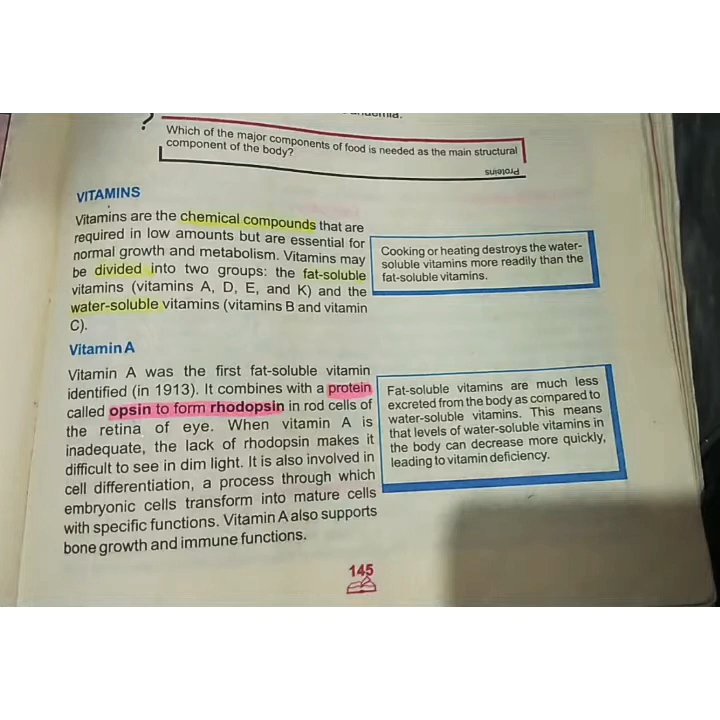 ?
Which of the major components of food is needed as the main structural
component of the body?
Proteins
VITAMINS
Vitamins are the chemical compounds that are
required in low amounts but are essential for
normal growth and metabolism. Vitamins may
be divided into two groups: the fat-soluble
vitamins (vitamins A, D, E, and K) and the
water-soluble vitamins (vitamins B and vitamin
C).
Cooking or heating destroys the water-
soluble vitamins more readily than the
fat-soluble vitamins.
Vitamin A
Vitamin A was the first fat-soluble vitamin
identified (in 1913). It combines with a protein
called opsin to form rhodopsin in rod cells of
the retina of eye. When vitamin A is
inadequate, the lack of rhodopsin makes it
difficult to see in dim light. It is also involved in
cell differentiation, a process through which
embryonic cells transform into mature cells
with specific functions. Vitamin A also supports
bone growth and immune functions.
Fat-soluble vitamins are much less
excreted from the body as compared to
water-soluble vitamins. This means
that levels of water-soluble vitamins in
the body can decrease more quickly,
leading to vitamin deficiency.
145